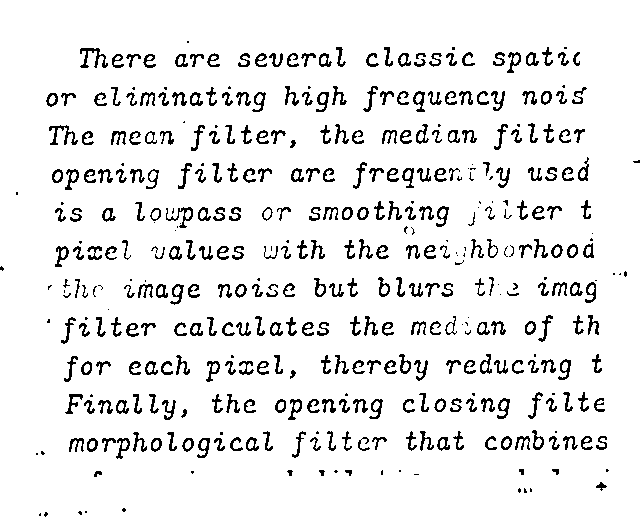 There are several classic spatic
or eliminating high frequency nois
The mean filter, the median filter
opening filter are frequently used
is a lowpass or smoothing filter t
pixel values with the neighborhood
the image noise but blurs the imag
filter calculates the median of th
for each pixel, thereby reducing t
Finally, the opening closing filte
morphological filter that combines